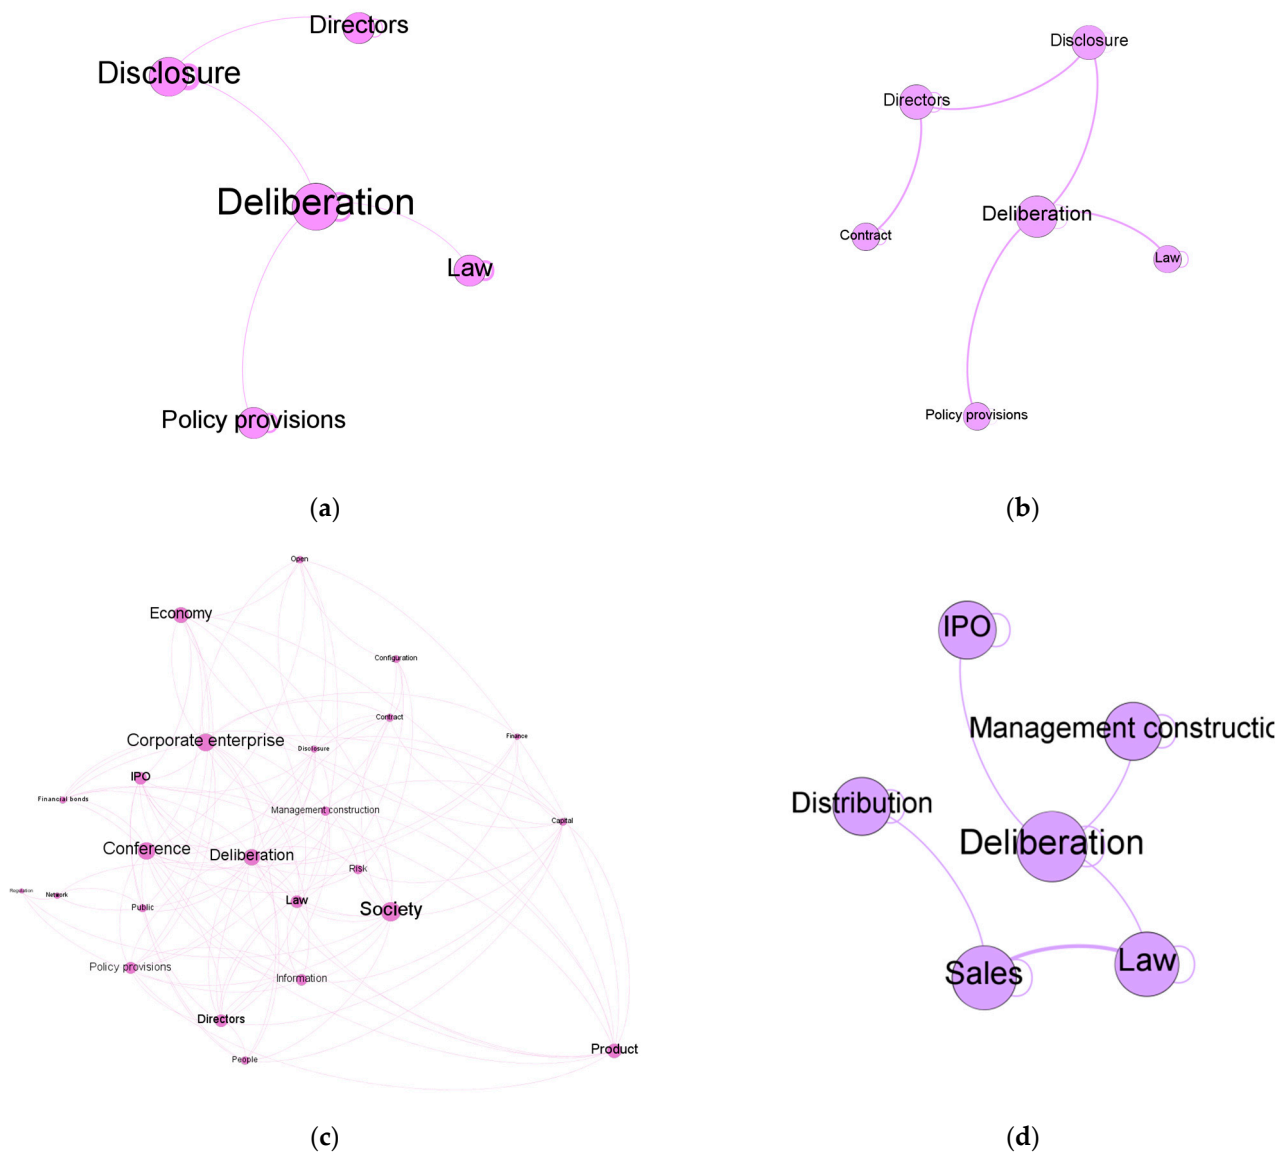 Directors
Disclosure
Deliberation
Law
Policy provisions
(a)
Disclosure
Directors
Deliberation
Contract
Law
Policy provisions
(b)
Open
Economy
Configuration
Contract
Finance
Corporate enterprise
Disclosure
IPO
Financial bonds
Management construction
Capital
Conference
Deliberation
Risk
Regulation
Network
Law
Public
Society
Policy provisions
Information
Directors
Product
People
(c)
IPO
Management constructio
Distribution
Deliberation
Law
Sales
(d)